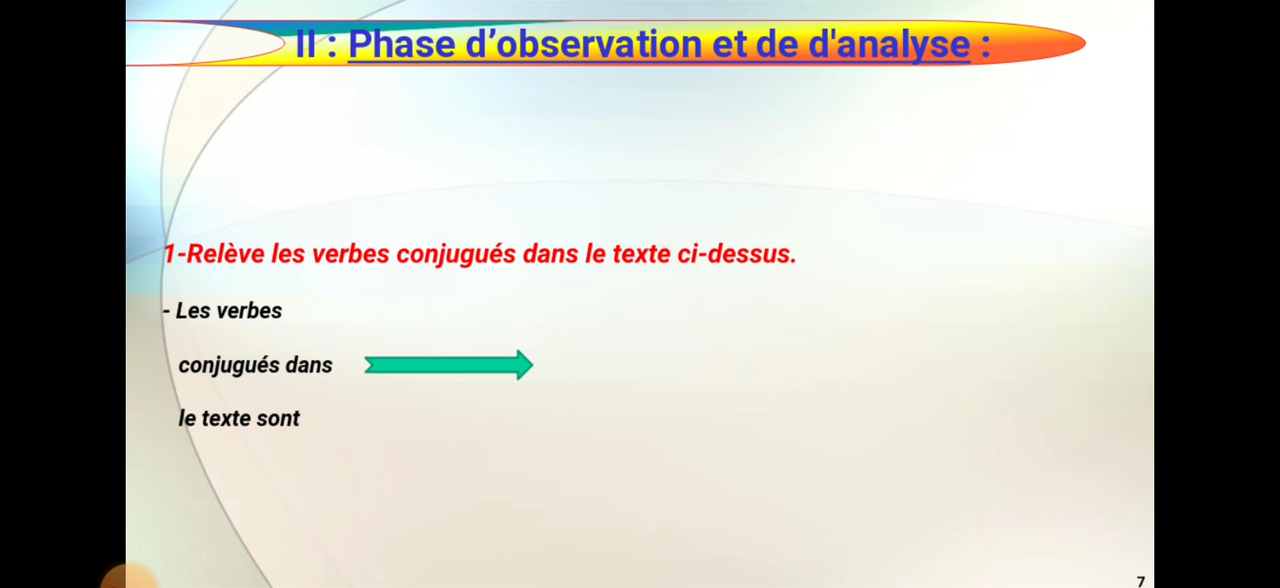 II : Phase d’observation et de d'analyse :
1-Relève les verbes conjugués dans le texte ci-dessus.
- Les verbes
conjugués dans
le texte sont
7